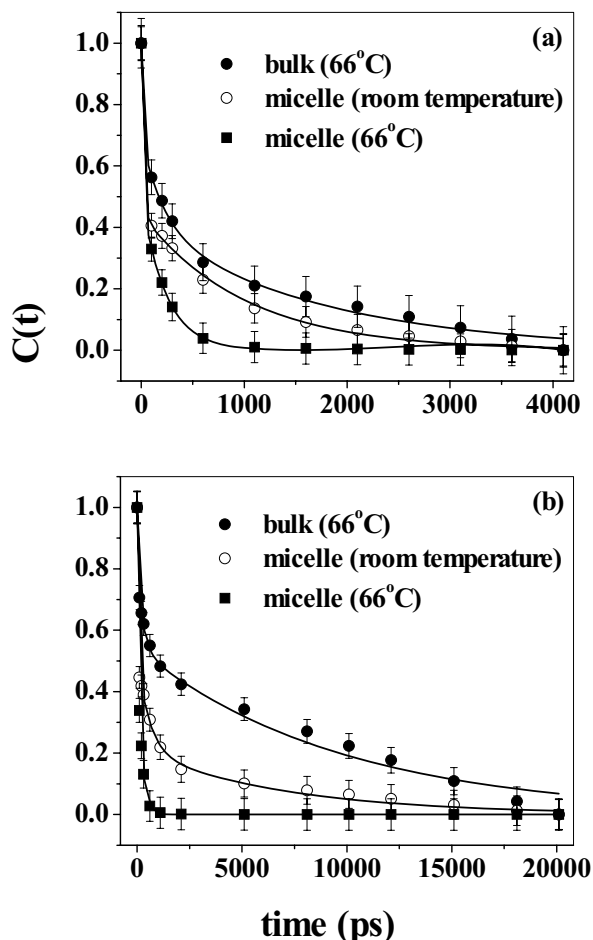 (a)
bulk (66°C)
micelle (room temperature)
micelle (66°C)
1.0
0.8
0.6
0.4
0.2
0.0
0 1000 2000 3000 4000
C(t)
(b)
bulk (66°C)
micelle (room temperature)
micelle (66°C)
1.0
0.8
0.6
0.4
0.2
0.0
0 5000 10000 15000 20000
time (ps)